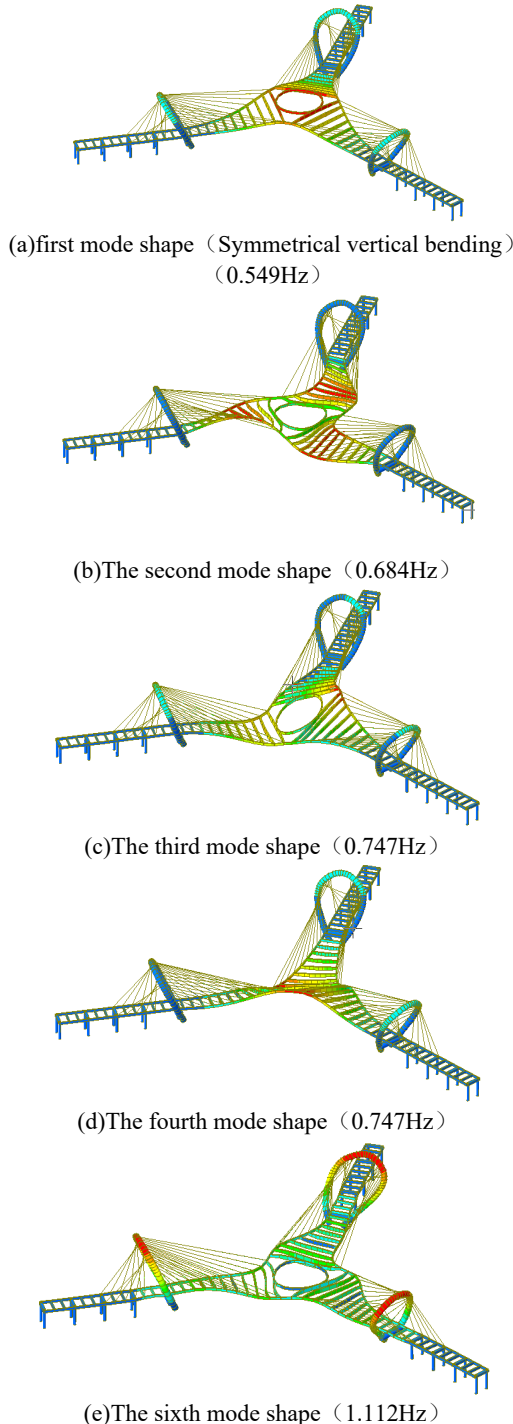 (a)first mode shape（Symmetrical vertical bending）
（0.549Hz）
(b)The second mode shape（0.684Hz）
(c)The third mode shape（0.747Hz）
(d)The fourth mode shape（0.747Hz）
(e)The sixth mode shape（1.112Hz）